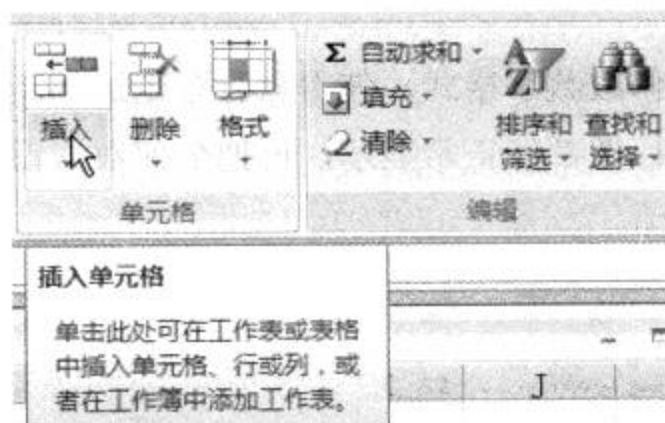 插入
删除
格式
单元格
Σ 自动求和
填充
清除
排序和
筛选
查找和
选择
编辑
插入单元格
单击此处可在工作表或表格
中插入单元格、行或列，或
者在工作簿中添加工作表。
J